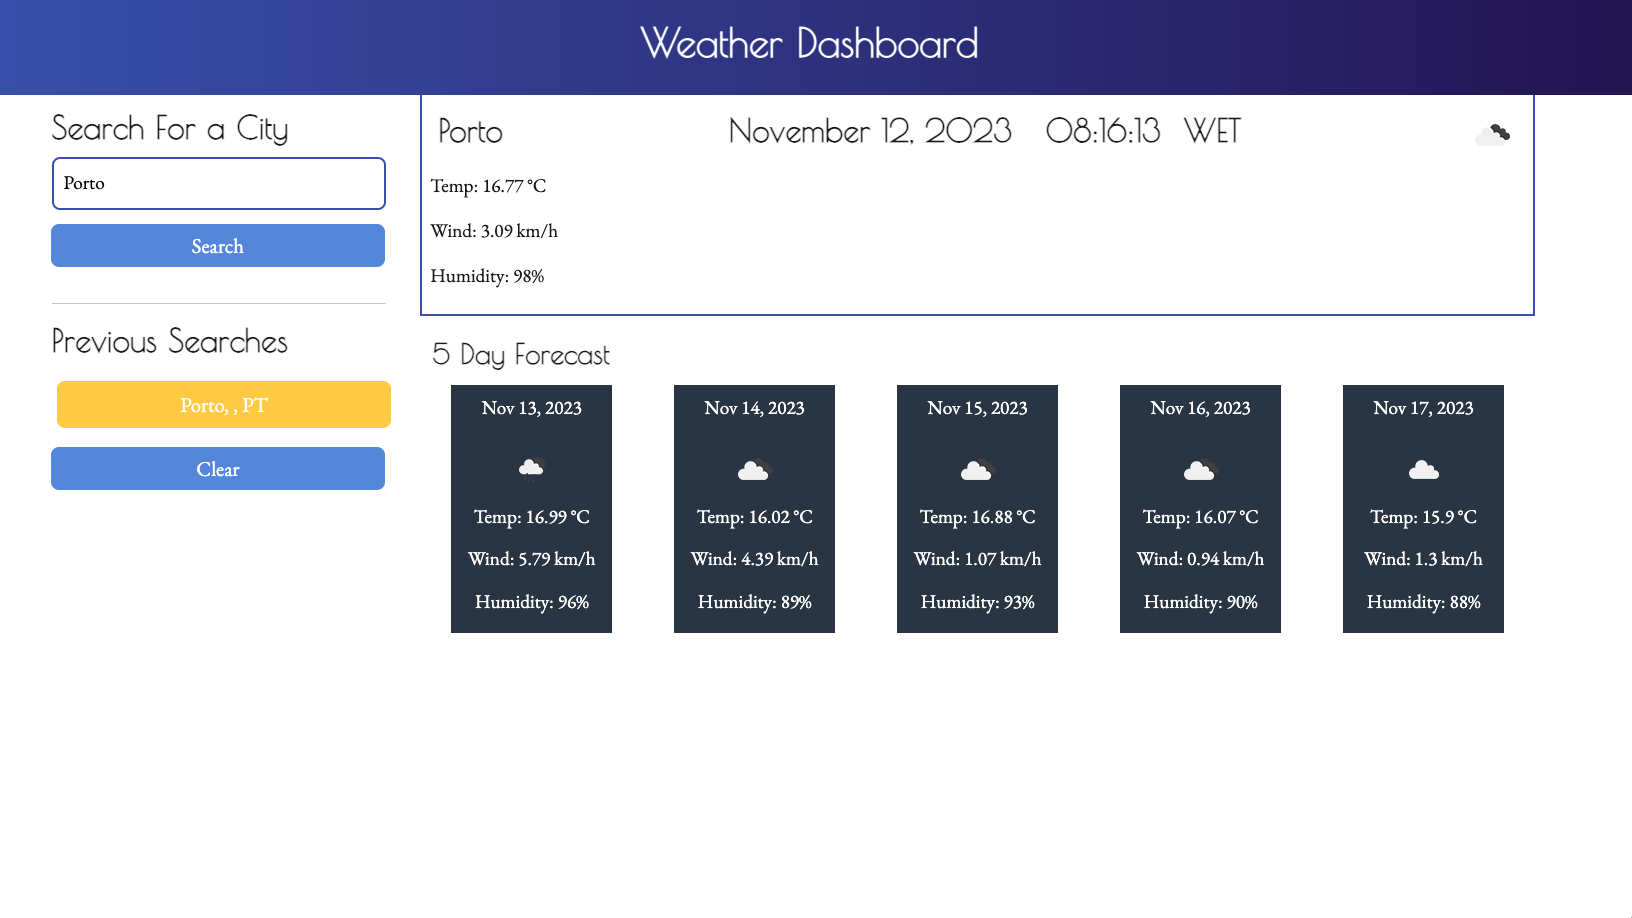 Weather Dashboard
Search For a City
Porto
Search
Previous Searches
Porto, , PT
Clear
Porto November 12, 2023 08:16:13 WET
Temp: 16.77 °C
Wind: 3.09 km/h
Humidity: 98%
5 Day Forecast
Nov 13, 2023
Temp: 16.99 °C
Wind: 5.79 km/h
Humidity: 96%
Nov 14, 2023
Temp: 16.02 °C
Wind: 4.39 km/h
Humidity: 89%
Nov 15, 2023
Temp: 16.88 °C
Wind: 1.07 km/h
Humidity: 93%
Nov 16, 2023
Temp: 16.07 °C
Wind: 0.94 km/h
Humidity: 90%
Nov 17, 2023
Temp: 15.9 °C
Wind: 1.3 km/h
Humidity: 88%